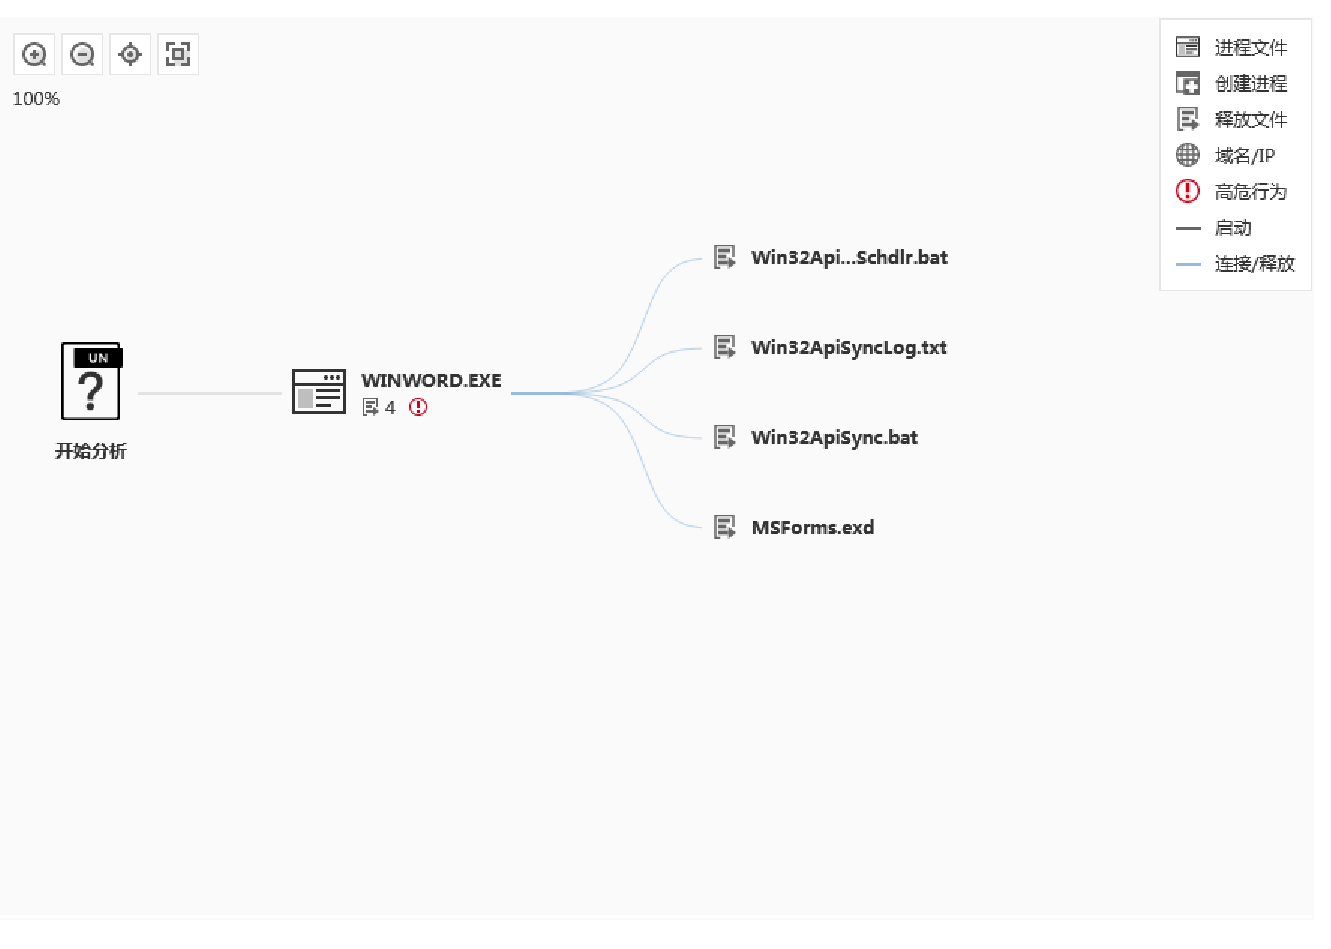 100%
进程文件
创建进程
释放文件
域名/IP
高危行为
启动
连接/释放
UN
?
开始分析
WINWORD.EXE
4
Win32Api...Schdlr.bat
Win32ApiSyncLog.txt
Win32ApiSync.bat
MSForms.exd